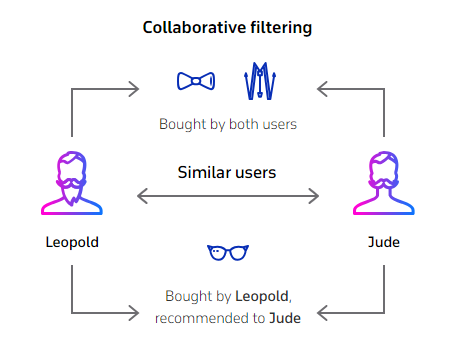 Collaborative filtering
Bought by both users
Similar users
Leopold
Jude
Bought by Leopold,
recommended to Jude